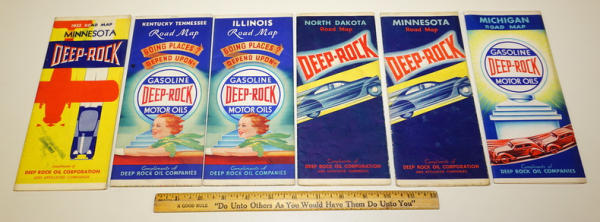 1932 ROAD MAP
MINNESOTA
DEEP-ROCK
Compliments of
DEEP ROCK OIL CORPORATION
AND AFFILIATED COMPANIES
KENTUCKY TENNESSEE
Road Map
GOING PLACES?
DEPEND UPON
GASOLINE
DEEP-ROCK
MOTOR OILS
Compliments of
DEEP ROCK OIL COMPANIES
ILLINOIS
Road Map
GOING PLACES?
DEPEND UPON
GASOLINE
DEEP-ROCK
MOTOR OILS
Compliments of
DEEP ROCK OIL COMPANIES
NORTH DAKOTA
Road Map
DEEP-ROCK
Compliments of
DEEP ROCK OIL CORPORATION
AND AFFILIATED COMPANIES
MINNESOTA
Road Map
DEEP-ROCK
Compliments of
DEEP ROCK OIL CORPORATION
AND AFFILIATED COMPANIES
MICHIGAN
ROAD MAP
GASOLINE
DEEP-ROCK
MOTOR OILS
Compliments of
DEEP ROCK OIL COMPANIES
A GOOD RULE "Do Unto Others As You Would Have Them Do Unto You"